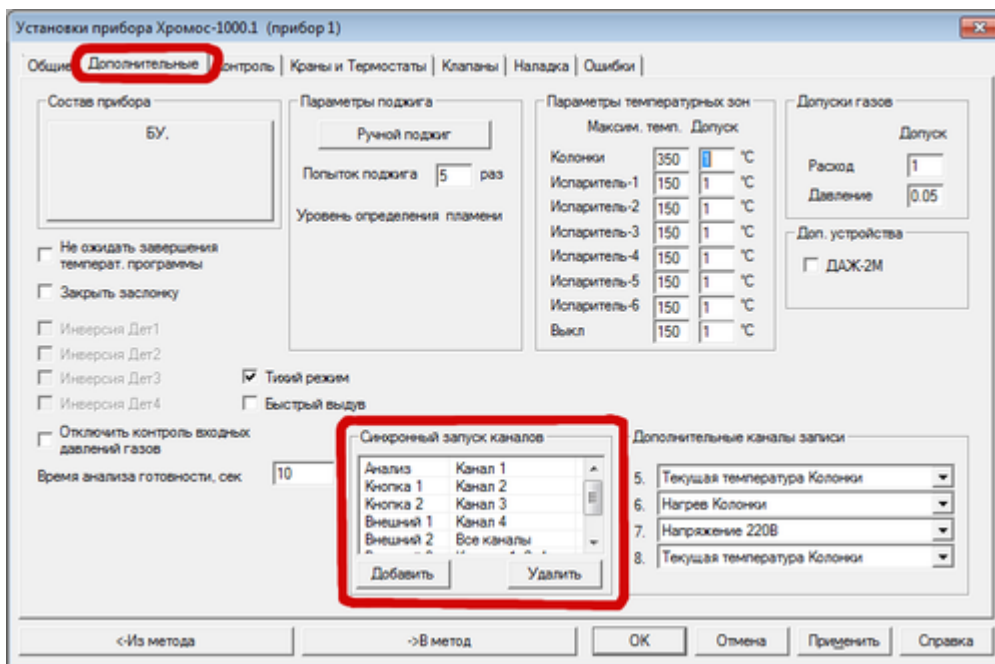 Установки прибора Хромос-1000.1 (прибор 1)
Общие Дополнительные Контроль Краны и Термостаты Клапаны Наладка Ошибки
Состав прибора
БУ.
Не ожидать завершения
температ. программы
Закрыть заслонку
Инверсия Дет1
Инверсия Дет2
Инверсия Дет3
Инверсия Дет4
Тихий режим
Быстрый выдув
Отключить контроль входных
давлений газов
Время анализа готовности, сек 10
Параметры поджига
Ручной поджиг
Попыток поджига 5 раз
Уровень определения пламени
Параметры температурных зон
Максим. темп. Допуск
Колонки 350 1 °C
Испаритель-1 150 1 °C
Испаритель-2 150 1 °C
Испаритель-3 150 1 °C
Испаритель-4 150 1 °C
Испаритель-5 150 1 °C
Испаритель-6 150 1 °C
Выкл 150 1 °C
Допуски газов
Допуск
Расход 1
Давление 0.05
Доп. устройства
ДАЖ-2М
Синхронный запуск каналов
Анализ Канал 1
Кнопка 1 Канал 2
Кнопка 2 Канал 3
Внешний 1 Канал 4
Внешний 2 Все каналы
Добавить Удалить
Дополнительные каналы записи
5. Текущая температура Колонки
6. Нагрев Колонки
7. Напряжение 220В
8. Текущая температура Колонки
<-Из метода ->В метод OK Отмена Применить Справка